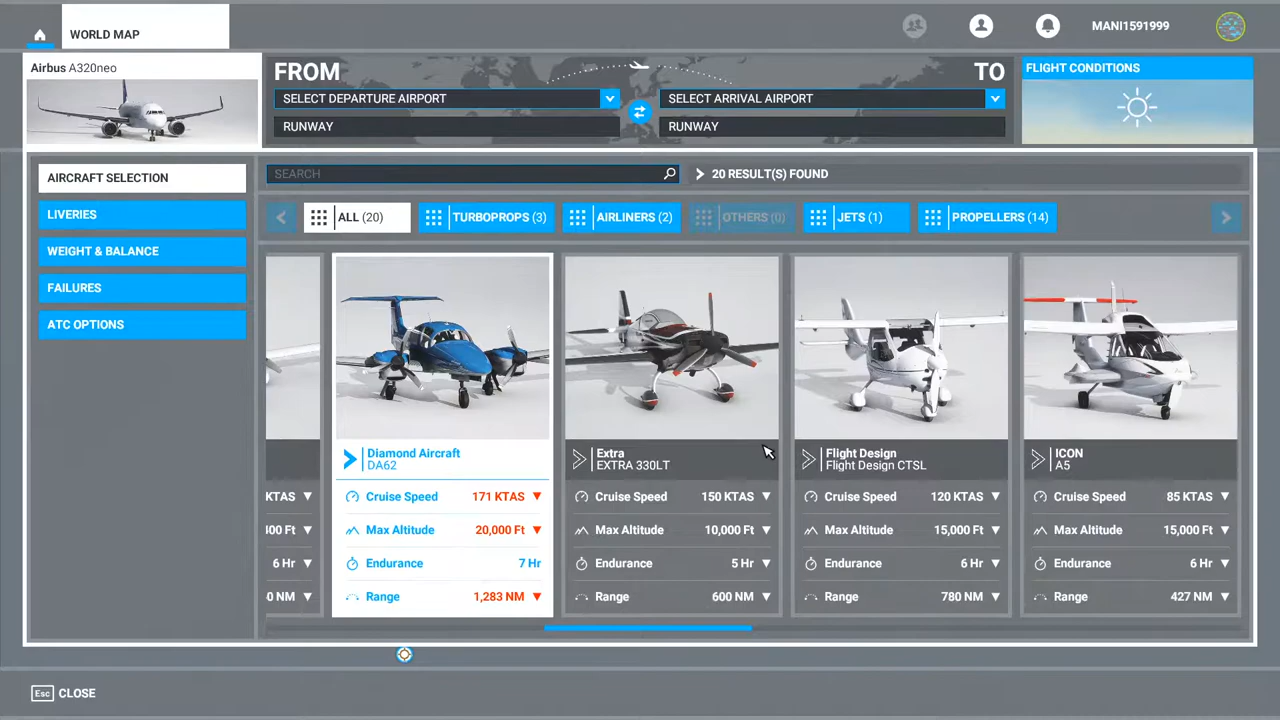 WORLD MAP
MANI1591999
Airbus A320neo
FROM
TO
SELECT DEPARTURE AIRPORT
SELECT ARRIVAL AIRPORT
RUNWAY
RUNWAY
FLIGHT CONDITIONS
AIRCRAFT SELECTION
LIVERIES
WEIGHT & BALANCE
FAILURES
ATC OPTIONS
SEARCH
20 RESULT(S) FOUND
ALL (20)
TURBOPROPS (3)
AIRLINERS (2)
OTHERS (0)
JETS (1)
PROPELLERS (14)
KTAS
400 Ft
6 Hr
0 NM
Diamond Aircraft
DA62
Cruise Speed 171 KTAS
Max Altitude 20,000 Ft
Endurance 7 Hr
Range 1,283 NM
Extra
EXTRA 330LT
Cruise Speed 150 KTAS
Max Altitude 10,000 Ft
Endurance 5 Hr
Range 600 NM
Flight Design
Flight Design CTSL
Cruise Speed 120 KTAS
Max Altitude 15,000 Ft
Endurance 6 Hr
Range 780 NM
ICON
A5
Cruise Speed 85 KTAS
Max Altitude 15,000 Ft
Endurance 6 Hr
Range 427 NM
Esc CLOSE